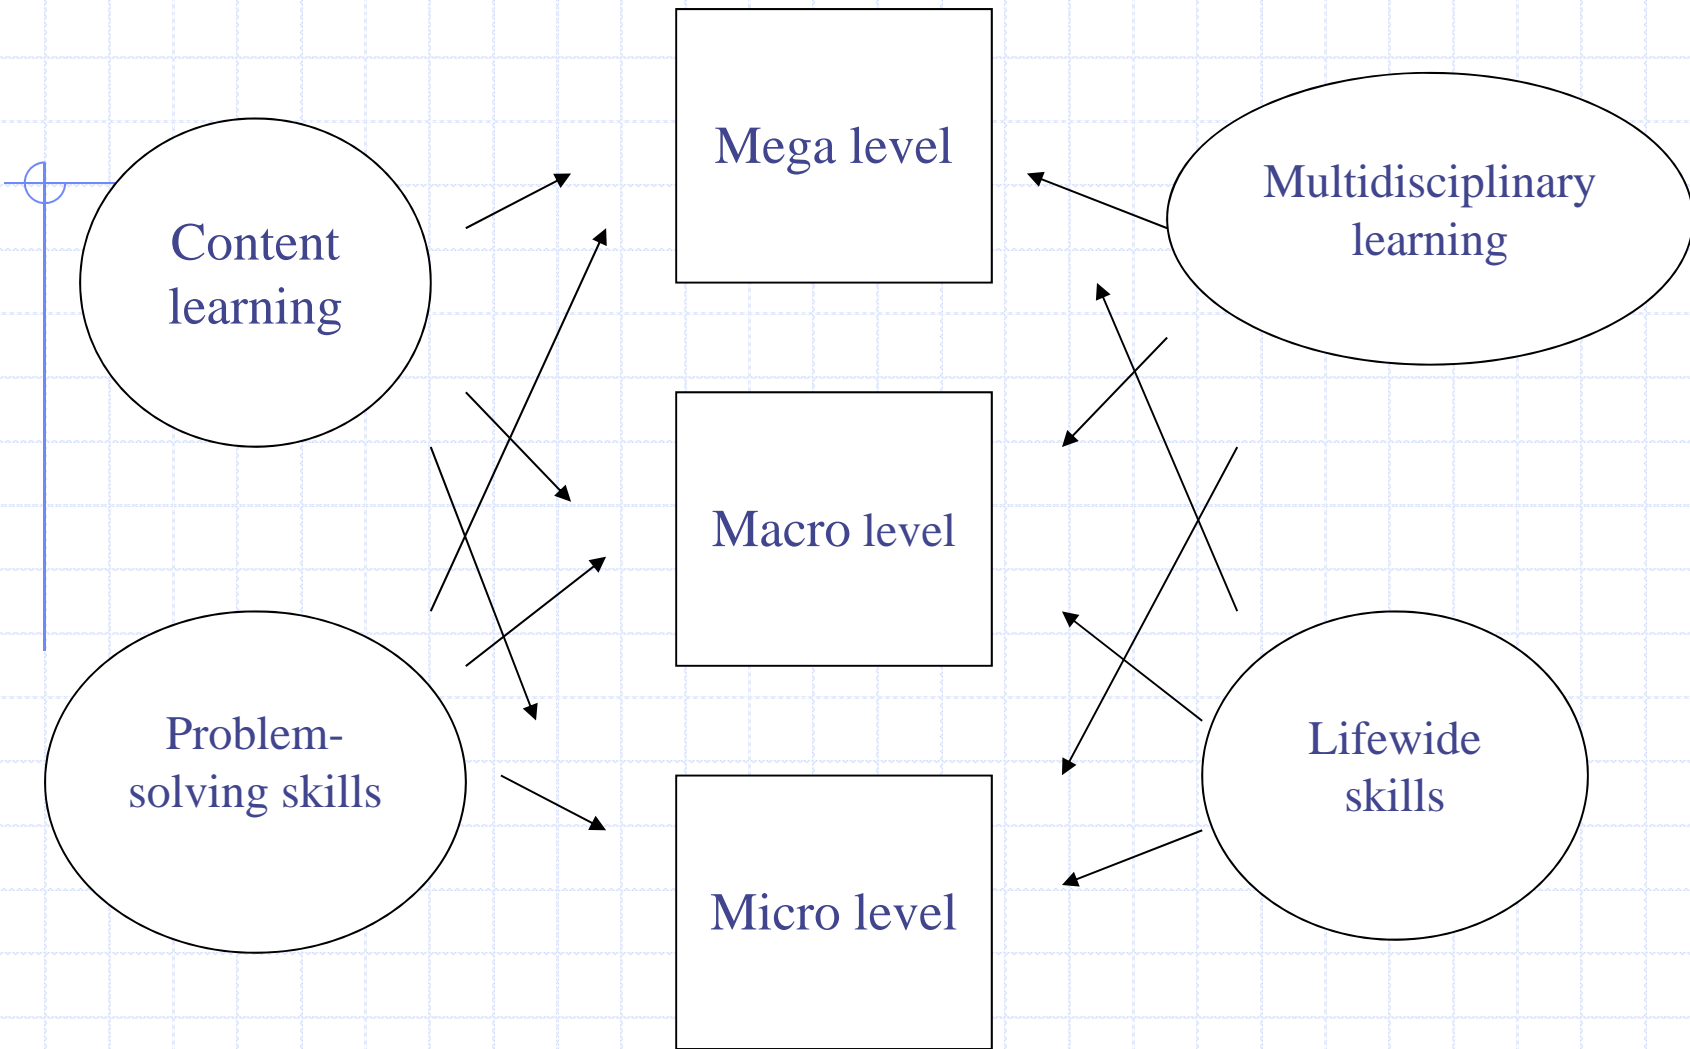 Mega level
Multidisciplinary
learning
Content
learning
Macro level
Problem-
solving skills
Lifewide
skills
Micro level